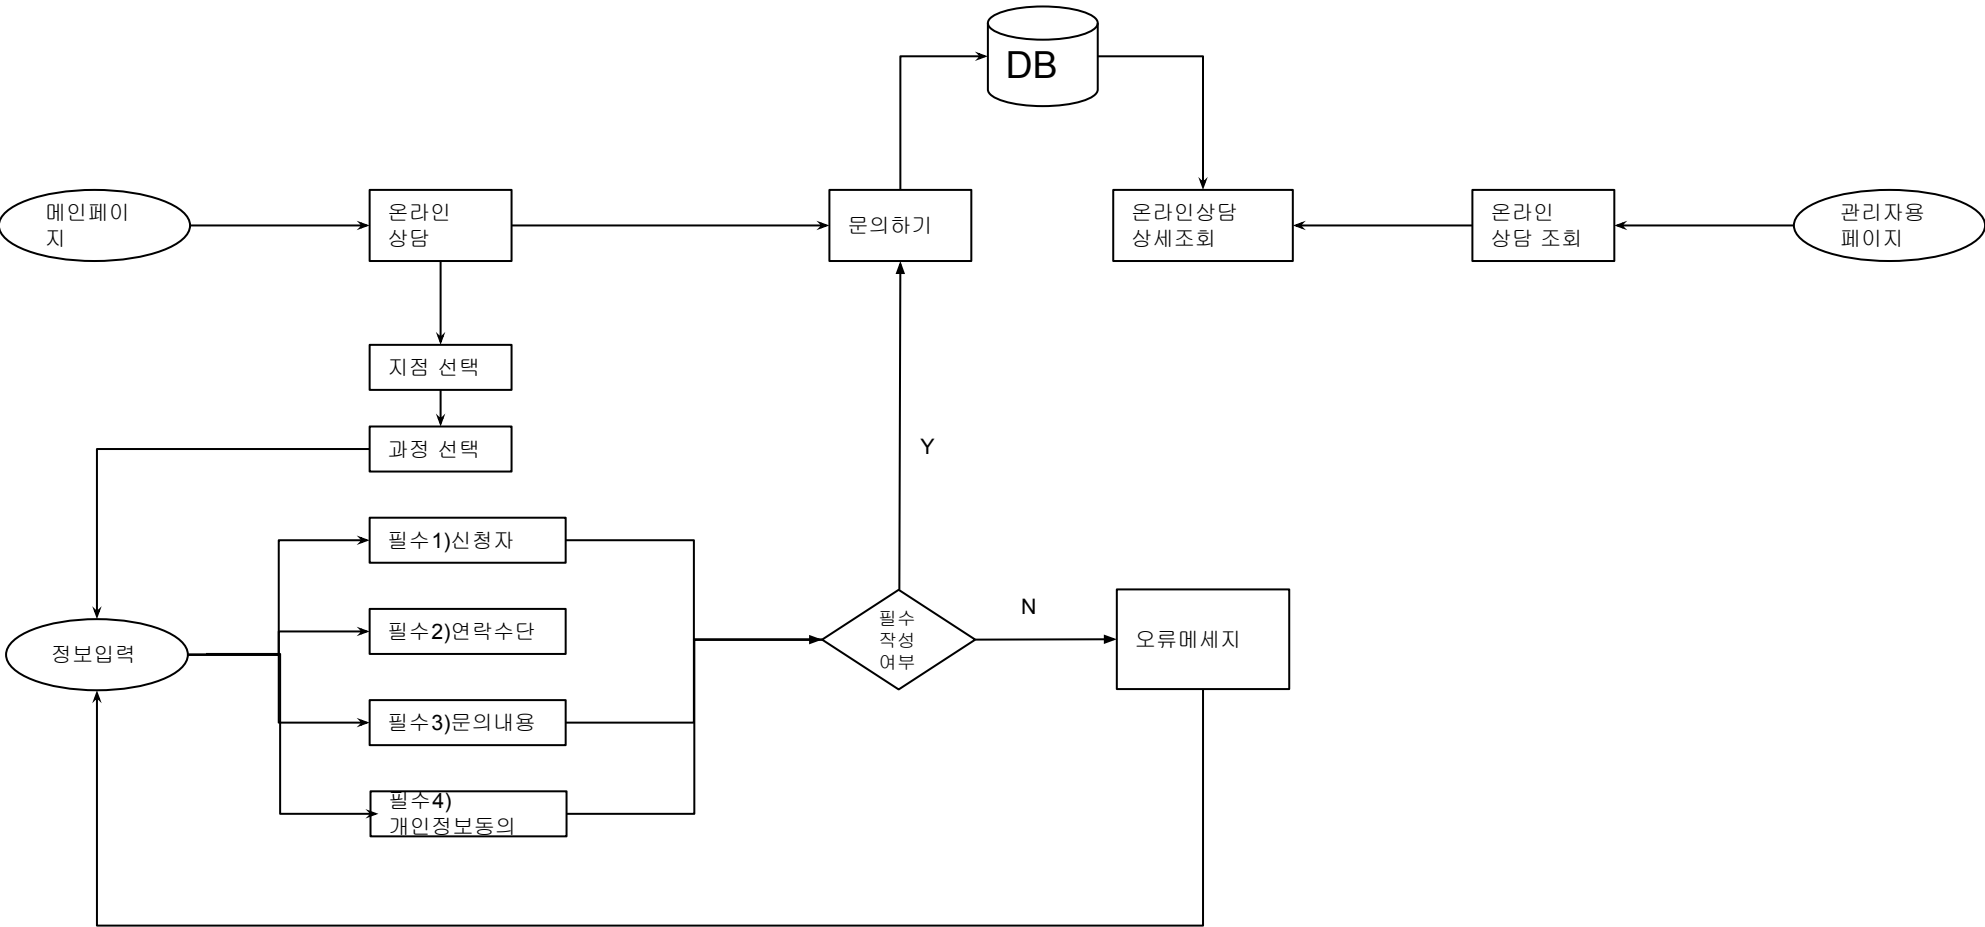 DB
메인페이
지
온라인
상담
문의하기
온라인상담
상세조회
온라인
상담 조회
관리자용
페이지
지점 선택
과정 선택
Y
필수1)신청자
필수2)연락수단
정보입력
필수3)문의내용
필수4)
개인정보동의
필수
작성
여부
N
오류메세지